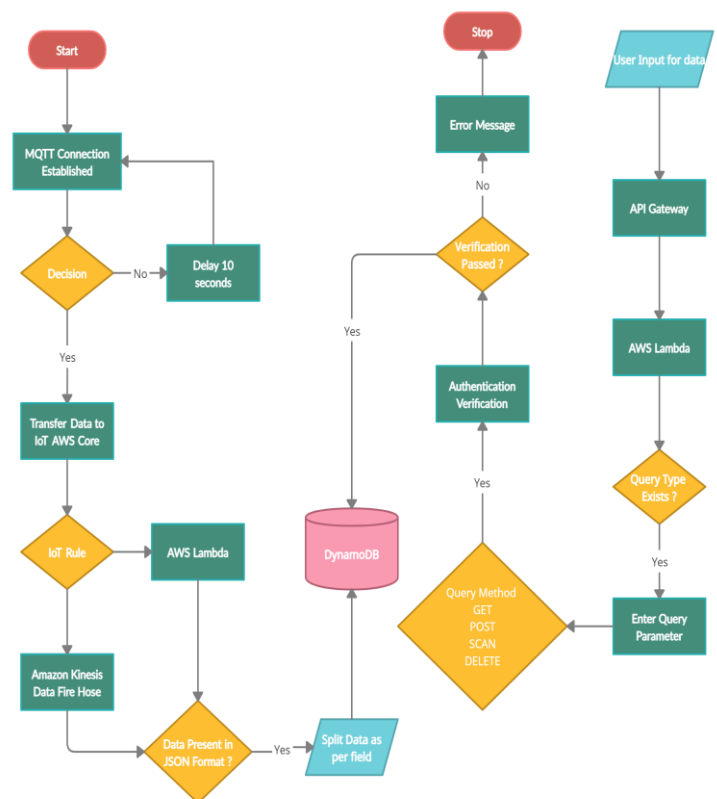 Start
MQTT Connection
Established
Decision
No
Delay 10
seconds
Yes
Transfer Data to
IoT AWS Core
IoT Rule
AWS Lambda
Amazon Kinesis
Data Fire Hose
Data Present in
JSON Format ?
Yes
Split Data as
per field
DynamoDB
Yes
Stop
Error Message
No
Verification
Passed ?
Authentication
Verification
Yes
Query Method
GET
POST
SCAN
DELETE
User Input for data
API Gateway
AWS Lambda
Query Type
Exists ?
Yes
Enter Query
Parameter